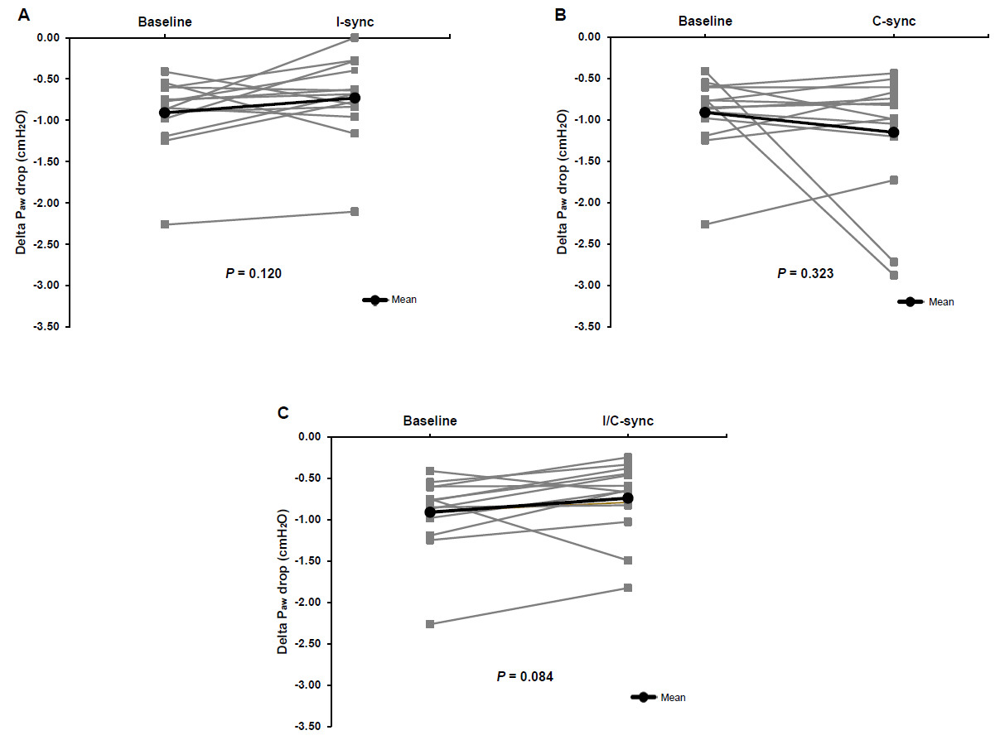 A
Baseline I-sync
0.00
-0.50
-1.00
-1.50
-2.00
-2.50
-3.00
-3.50
Delta Paw drop (cmH2O)
P = 0.120
Mean
B
Baseline C-sync
0.00
-0.50
-1.00
-1.50
-2.00
-2.50
-3.00
-3.50
Delta Paw drop (cmH2O)
P = 0.323
Mean
C
Baseline I/C-sync
0.00
-0.50
-1.00
-1.50
-2.00
-2.50
-3.00
-3.50
Delta Paw drop (cmH2O)
P = 0.084
Mean